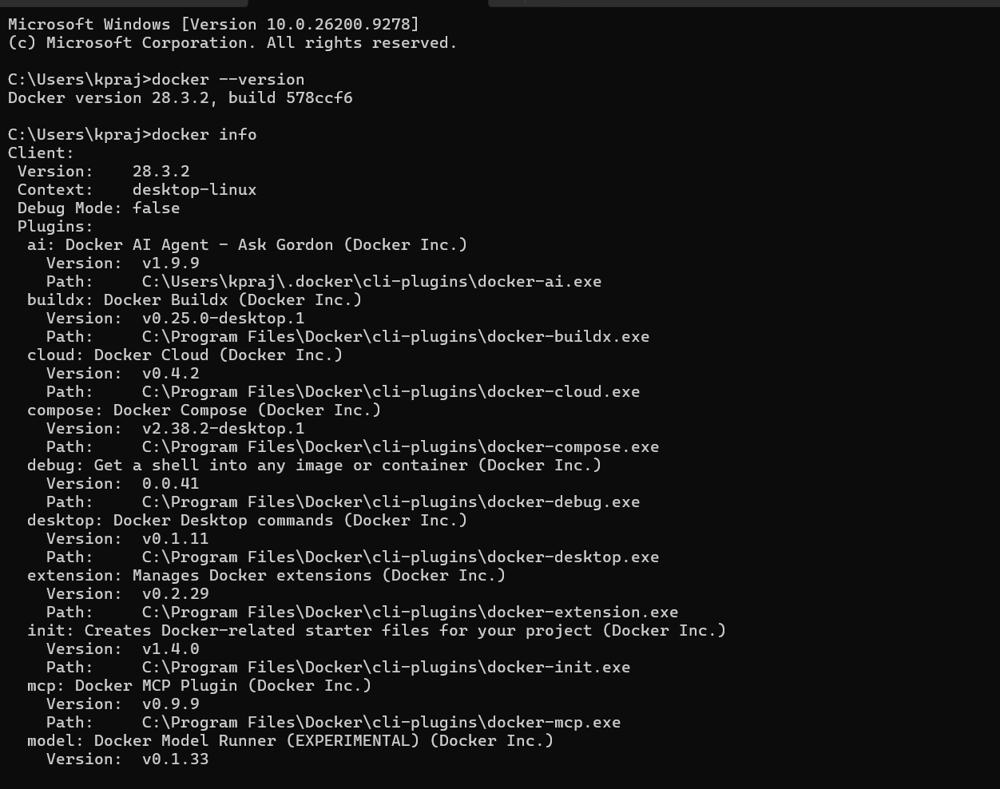 Microsoft Windows [Version 10.0.26200.9278]
(c) Microsoft Corporation. All rights reserved.

C:\Users\kpraj>docker --version
Docker version 28.3.2, build 578ccf6

C:\Users\kpraj>docker info
Client:
 Version:    28.3.2
 Context:    desktop-linux
 Debug Mode: false
 Plugins:
  ai: Docker AI Agent - Ask Gordon (Docker Inc.)
    Version:  v1.9.9
    Path:     C:\Users\kpraj\.docker\cli-plugins\docker-ai.exe
  buildx: Docker Buildx (Docker Inc.)
    Version:  v0.25.0-desktop.1
    Path:     C:\Program Files\Docker\cli-plugins\docker-buildx.exe
  cloud: Docker Cloud (Docker Inc.)
    Version:  v0.4.2
    Path:     C:\Program Files\Docker\cli-plugins\docker-cloud.exe
  compose: Docker Compose (Docker Inc.)
    Version:  v2.38.2-desktop.1
    Path:     C:\Program Files\Docker\cli-plugins\docker-compose.exe
  debug: Get a shell into any image or container (Docker Inc.)
    Version:  0.0.41
    Path:     C:\Program Files\Docker\cli-plugins\docker-debug.exe
  desktop: Docker Desktop commands (Docker Inc.)
    Version:  v0.1.11
    Path:     C:\Program Files\Docker\cli-plugins\docker-desktop.exe
  extension: Manages Docker extensions (Docker Inc.)
    Version:  v0.2.29
    Path:     C:\Program Files\Docker\cli-plugins\docker-extension.exe
  init: Creates Docker-related starter files for your project (Docker Inc.)
    Version:  v1.4.0
    Path:     C:\Program Files\Docker\cli-plugins\docker-init.exe
  mcp: Docker MCP Plugin (Docker Inc.)
    Version:  v0.9.9
    Path:     C:\Program Files\Docker\cli-plugins\docker-mcp.exe
  model: Docker Model Runner (EXPERIMENTAL) (Docker Inc.)
    Version:  v0.1.33